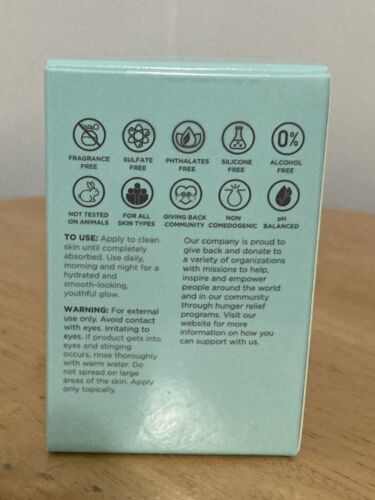 FRAGRANCE
FREE
SULFATE
FREE
PHTHALATES
FREE
SILICONE
FREE
0%
ALCOHOL
FREE
NOT TESTED
ON ANIMALS
FOR ALL
SKIN TYPES
GIVING BACK
COMMUNITY
NON
COMEDOGENIC
pH
BALANCED
TO USE: Apply to clean
skin until completely
absorbed. Use daily,
morning and night for a
hydrated and
smooth-looking,
youthful glow.
WARNING: For external
use only. Avoid contact
with eyes. Irritating to
eyes. If product gets into
eyes and stinging
occurs, rinse thoroughly
with warm water. Do
not spread on large
areas of the skin. Apply
only topically.
Our company is proud to
give back and donate to
a variety of organizations
with missions to help,
inspire and empower
people around the world
and in our community
through hunger relief
programs. Visit our
website for more
information on how you
can support with us.